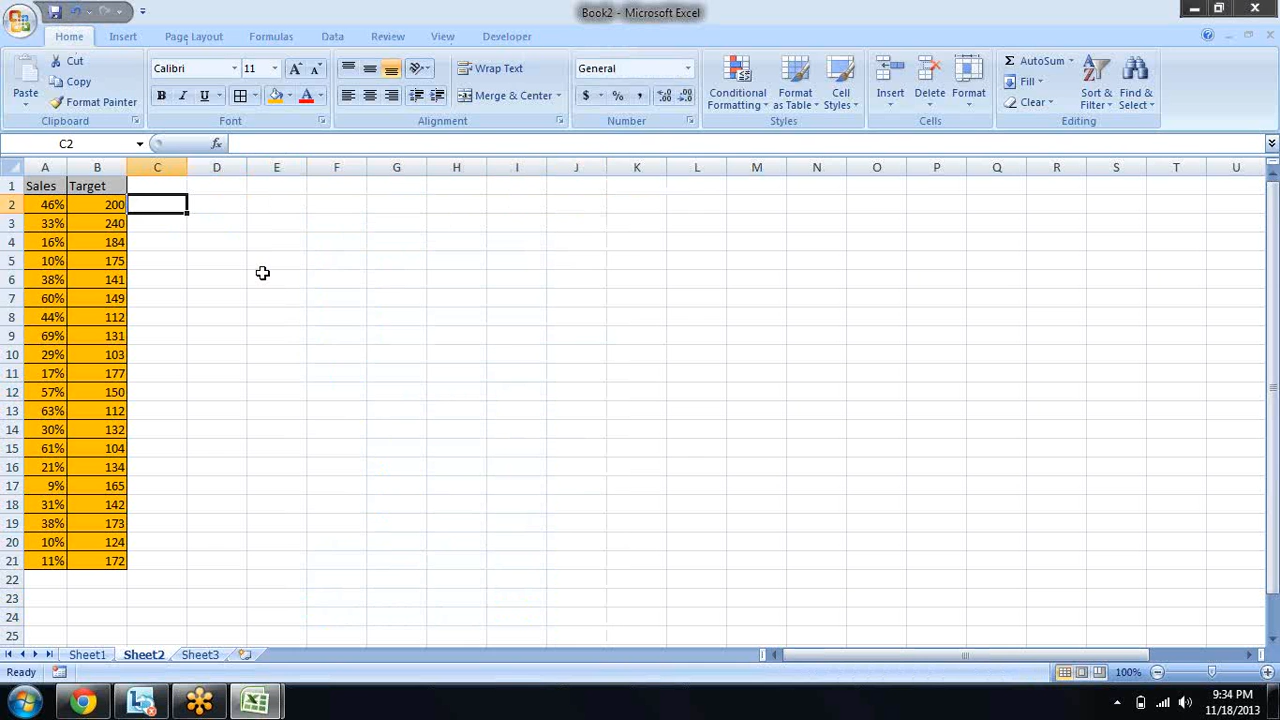 Book2 - Microsoft Excel
Home Insert Page Layout Formulas Data Review View Developer
Paste Cut Calibri 11 Wrap Text General Conditional Formatting Format as Table Cell Styles Insert Delete Format AutoSum Sort & Filter Find & Select
Copy Fill
Format Painter B I U A Merge & Center $ % , Clear
Clipboard Font Alignment Number Styles Cells Editing
C2 fx
A B C D E F G H I J K L M N O P Q R S T U
1 Sales Target
2 46% 200
3 33% 240
4 16% 184
5 10% 175
6 38% 141
7 60% 149
8 44% 112
9 69% 131
10 29% 103
11 17% 177
12 57% 150
13 63% 112
14 30% 132
15 61% 104
16 21% 134
17 9% 165
18 31% 142
19 38% 173
20 10% 124
21 11% 172
22
23
24
25
Sheet1 Sheet2 Sheet3
Ready 100%
9:34 PM
11/18/2013